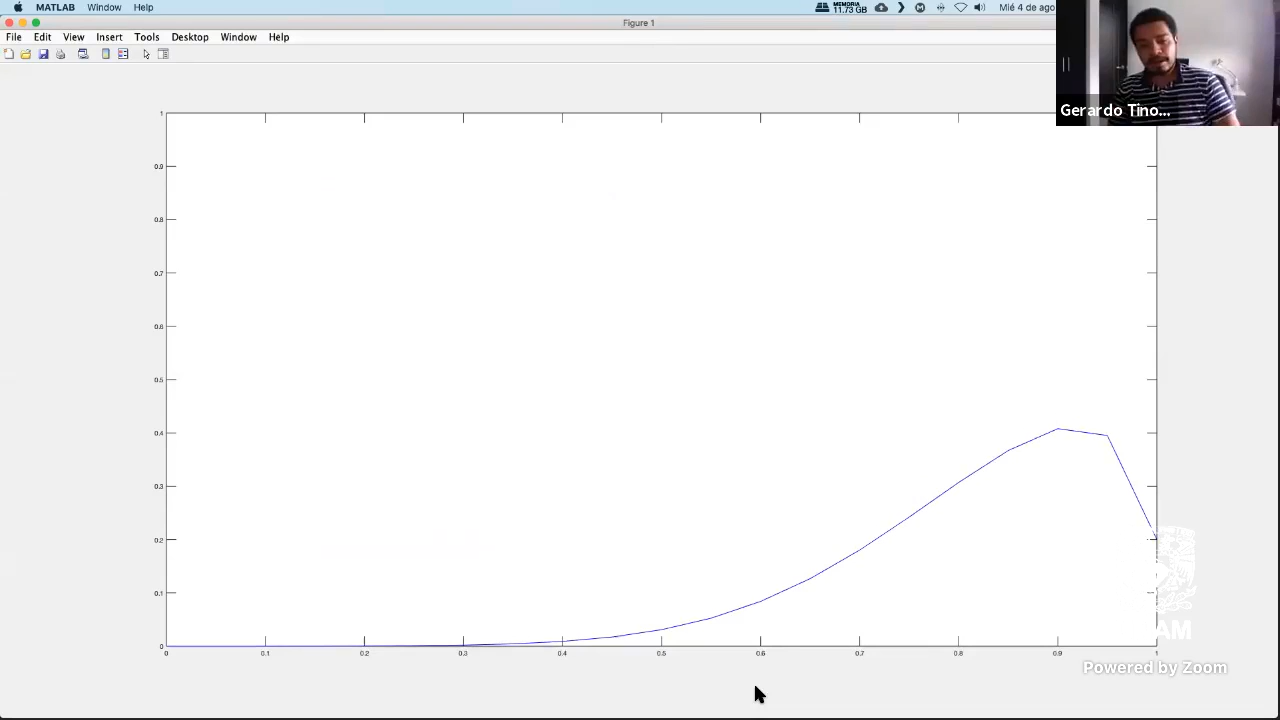 MATLAB Window Help
MEMORIA
11.73 GB
Mié 4 de ago
Figure 1
File Edit View Insert Tools Desktop Window Help
Gerardo Tino...
1
0.9
0.8
0.7
0.6
0.5
0.4
0.3
0.2
0.1
0
0 0.1 0.2 0.3 0.4 0.5 0.6 0.7 0.8 0.9 1
AM
Powered by Zoom